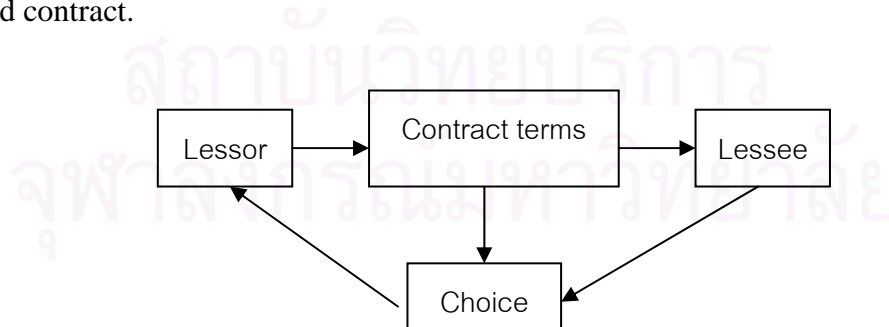 d contract.
สถาบันวิทยบริการ
จุฬาลงกรณ์มหาวิทยาลัย
Contract terms
Lessor
Lessee
Choice